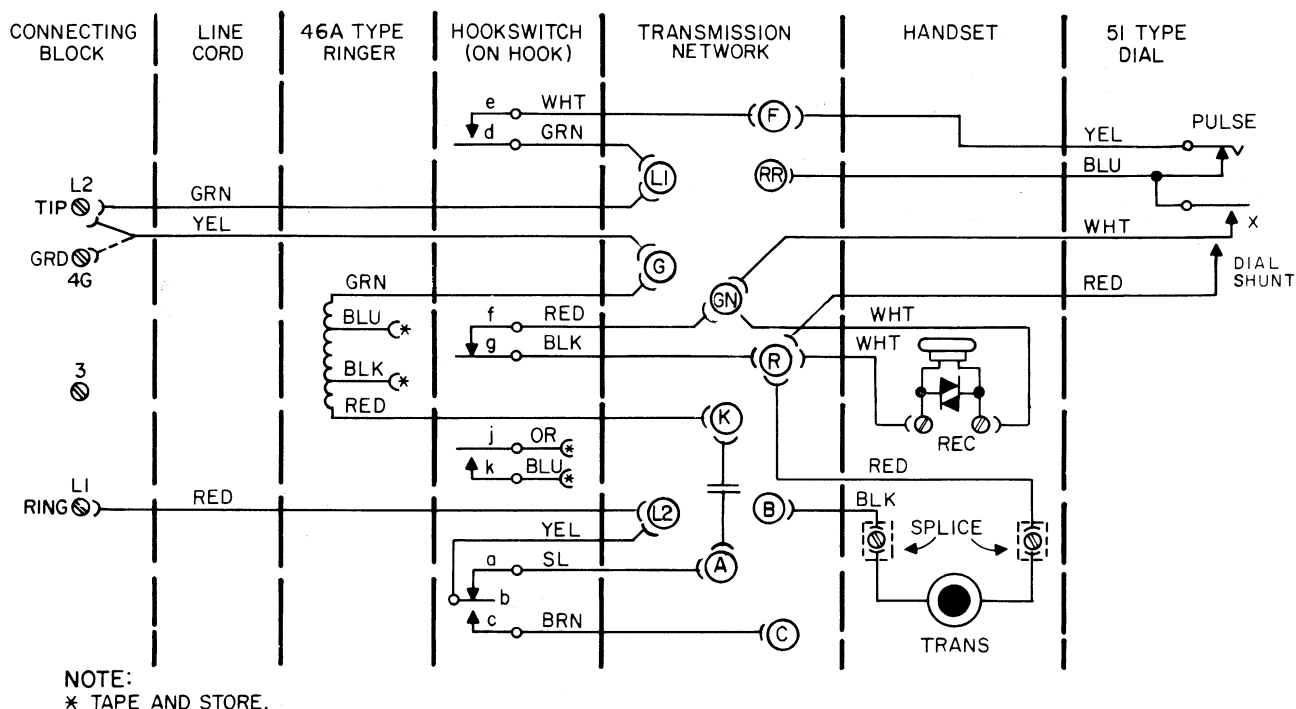 CONNECTING BLOCK
LINE CORD
46A TYPE RINGER
HOOKSWITCH (ON HOOK)
TRANSMISSION NETWORK
HANDSET
51 TYPE DIAL
e WHT
F
d GRN
YEL
PULSE
L1
RR
BLU
L2
TIP
GRN
YEL
WHT
X
GRD
4G
G
DIAL SHUNT
GRN
RED
GN
BLU *
f RED
WHT
g BLK
R
WHT
3
BLK *
RED
K
REC
j OR *
k BLU *
RED
L1
RING
RED
L2
B
BLK
YEL
SPLICE
a SL
A
b
c BRN
C
TRANS
NOTE:
* TAPE AND STORE.